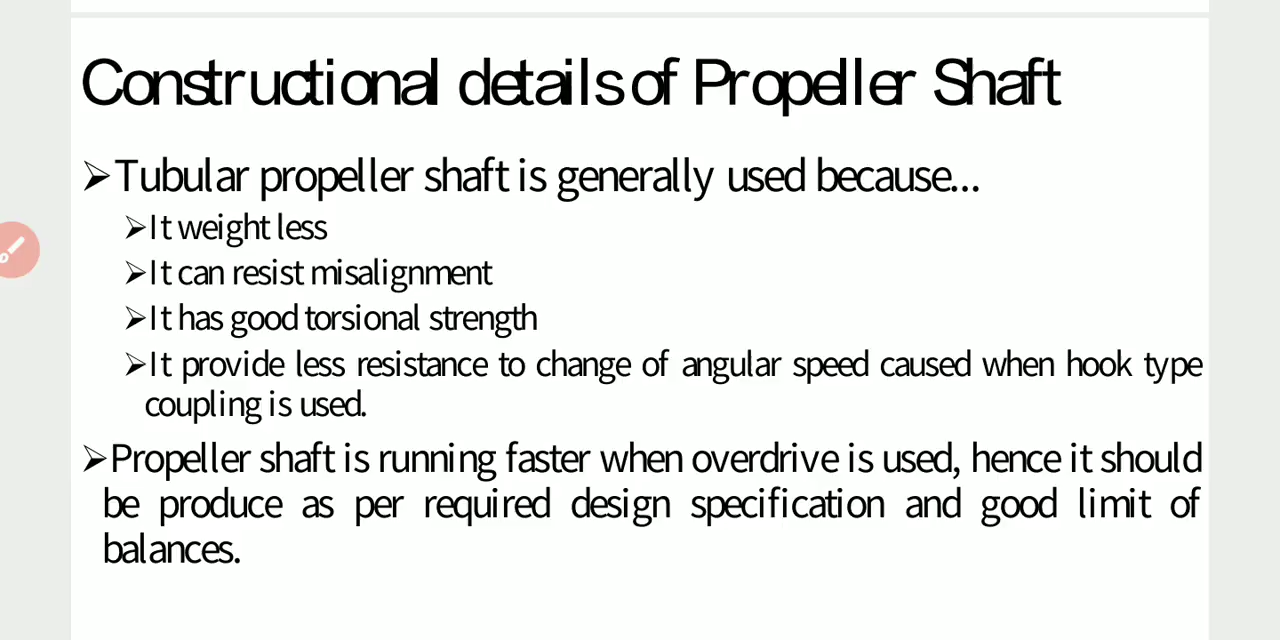 Constructional details of Propeller Shaft
➢Tubular propeller shaft is generally used because...
➢It weight less
➢It can resist misalignment
➢It has good torsional strength
➢It provide less resistance to change of angular speed caused when hook type
coupling is used.
➢Propeller shaft is running faster when overdrive is used, hence it should
be produce as per required design specification and good limit of
balances.